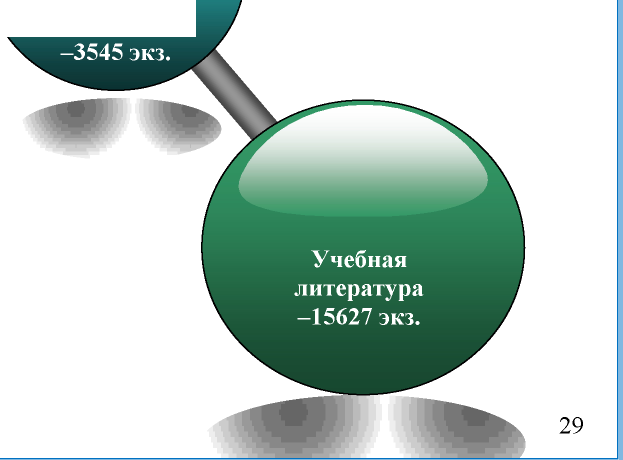 –3545 экз.
Учебная
литература
–15627 экз.
29